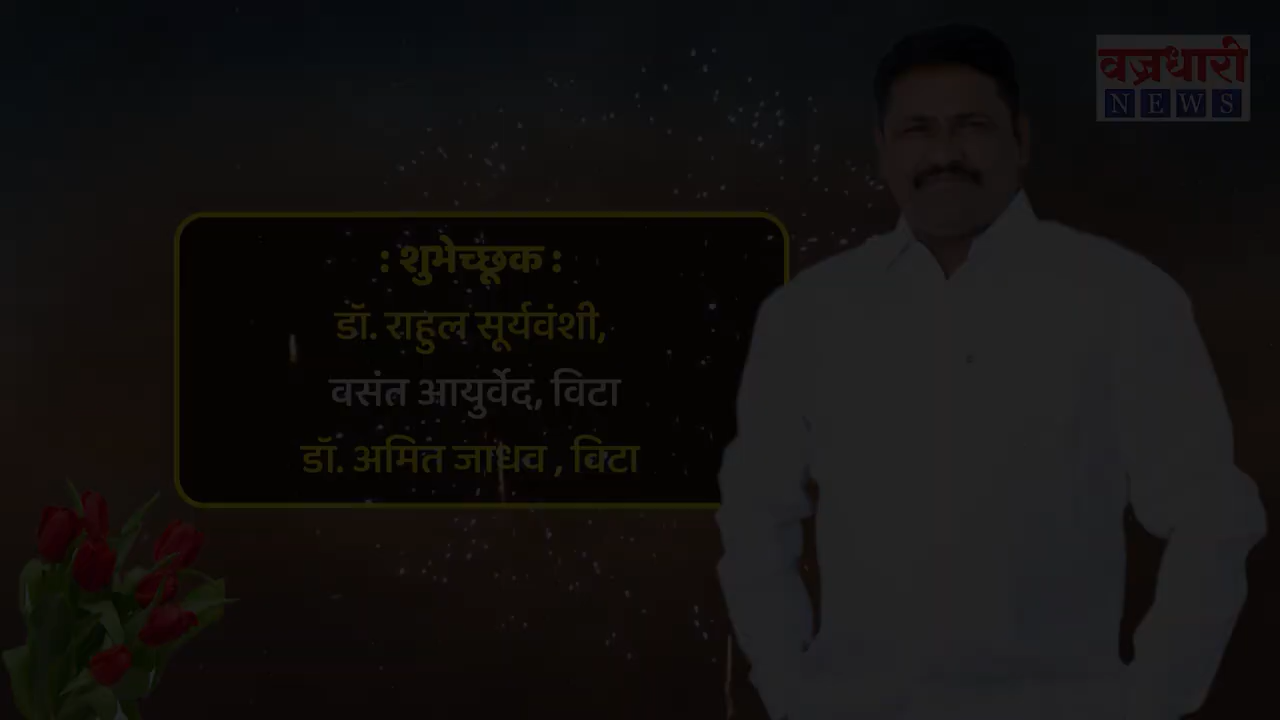 वज्रधारी
NEWS
: शुभेच्छूक :
डॉ. राहुल सूर्यवंशी,
वसंत आयुर्वेद, विटा
डॉ. अमित जाधव , विटा